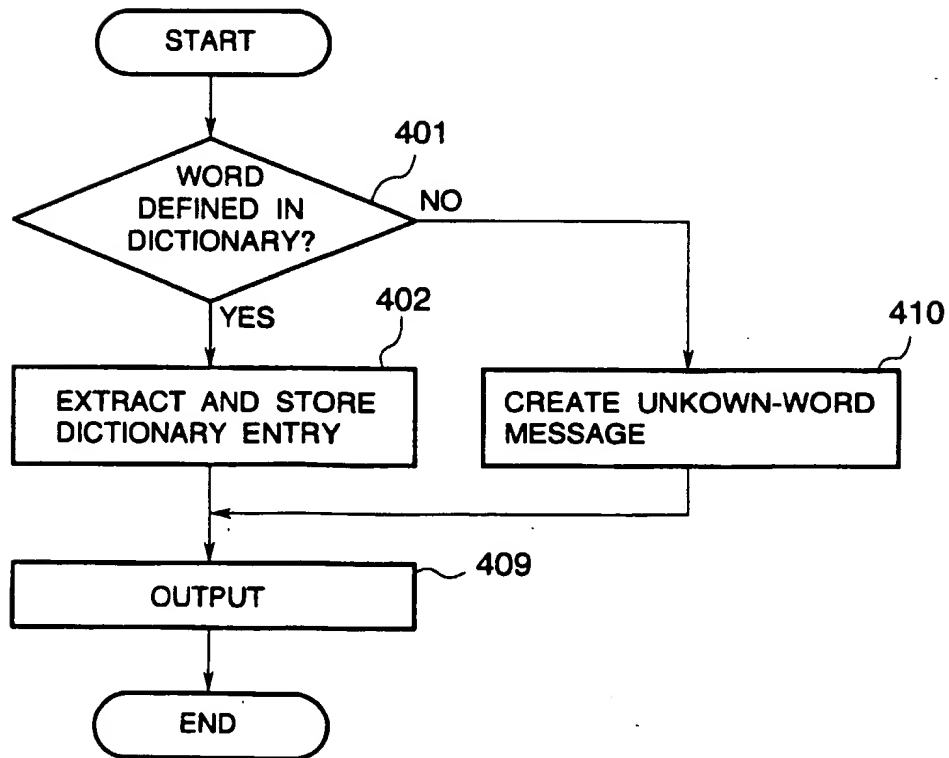 START
401
WORD
DEFINED IN
DICTIONARY?
NO
YES
402
EXTRACT AND STORE
DICTIONARY ENTRY
410
CREATE UNKOWN-WORD
MESSAGE
409
OUTPUT
END